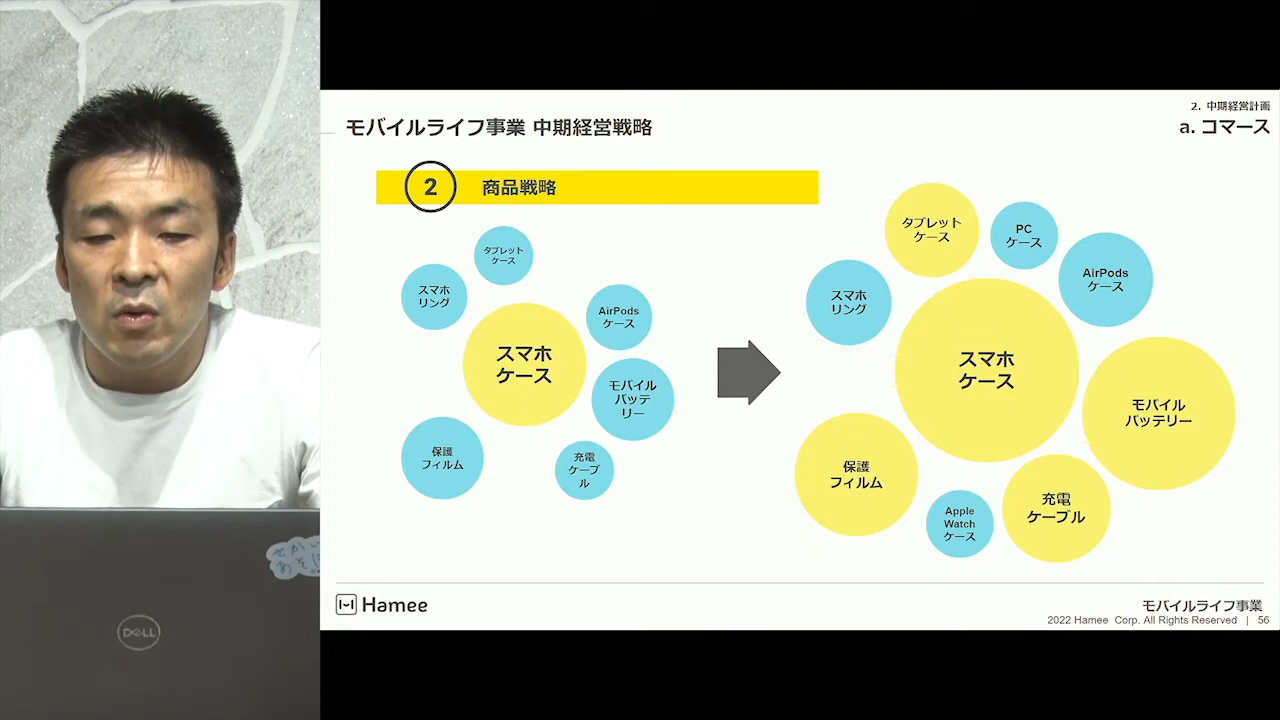 2. 中期経営計画
モバイルライフ事業 中期経営戦略
a. コマース
2
商品戦略
タブレット
ケース
スマホ
リング
AirPods
ケース
スマホ
ケース
モバイル
バッテ
リー
保護
フィルム
充電
ケーブ
ル
タブレット
ケース
PC
ケース
AirPods
ケース
スマホ
リング
スマホ
ケース
モバイル
バッテリー
保護
フィルム
充電
ケーブル
Apple
Watch
ケース
Hamee
モバイルライフ事業
2022 Hamee Corp. All Rights Reserved | 56
DELL